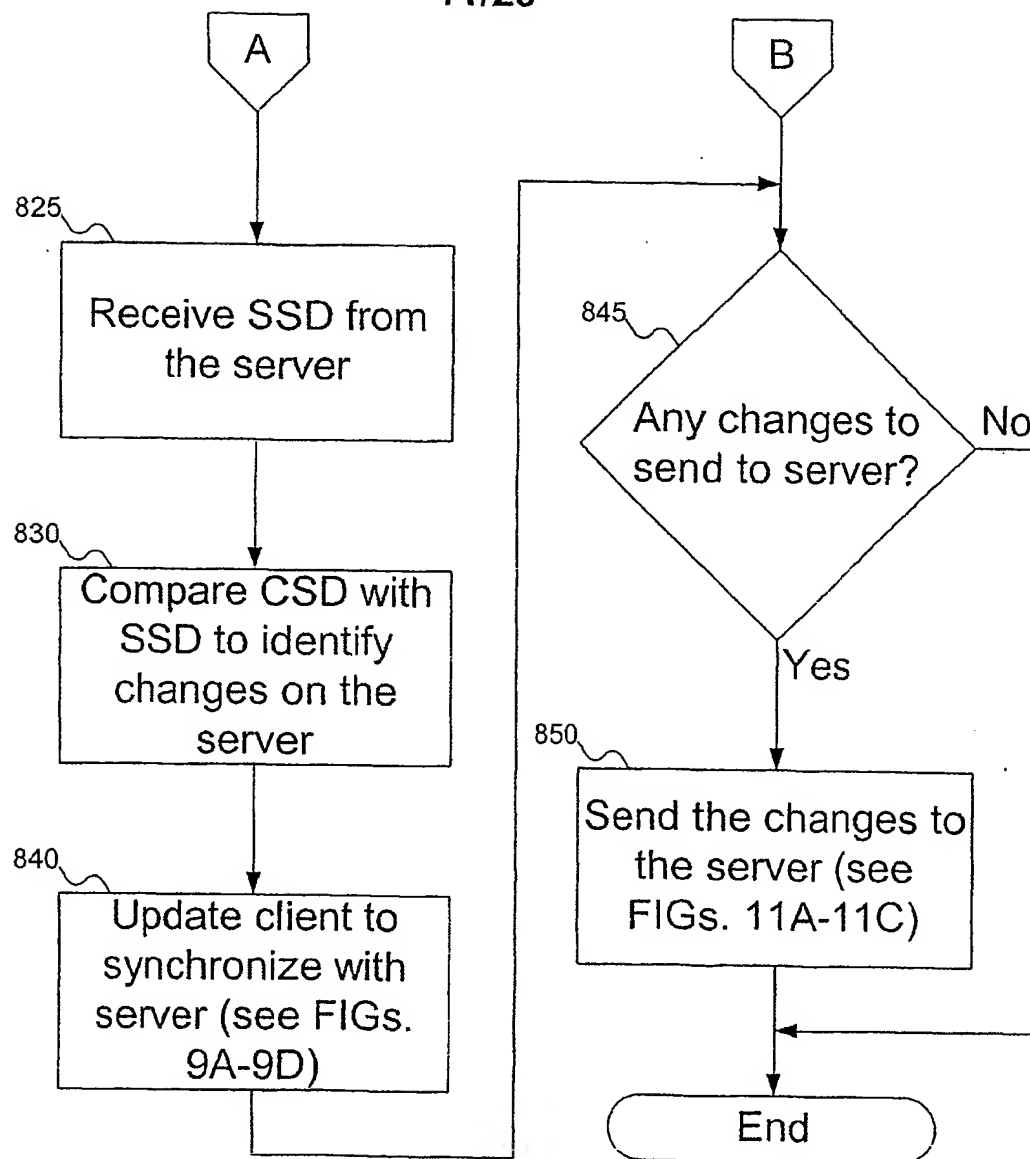 A
825
Receive SSD from
the server
830
Compare CSD with
SSD to identify
changes on the
server
840
Update client to
synchronize with
server (see FIGs.
9A-9D)
B
845
Any changes to
send to server?
No
Yes
850
Send the changes to
the server (see
FIGs. 11A-11C)
End